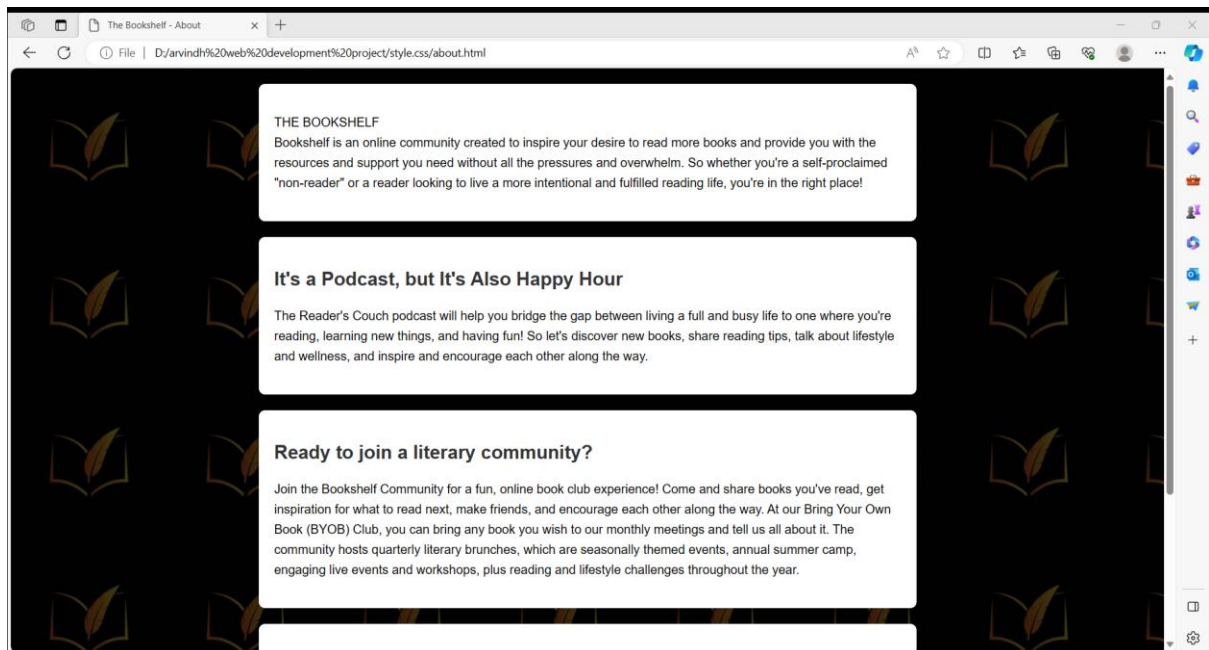 The Bookshelf - About
File | D:/arvindh%20web%20development%20project/style.css/about.html
THE BOOKSHELF
Bookshelf is an online community created to inspire your desire to read more books and provide you with the
resources and support you need without all the pressures and overwhelm. So whether you're a self-proclaimed
"non-reader" or a reader looking to live a more intentional and fulfilled reading life, you're in the right place!
It's a Podcast, but It's Also Happy Hour
The Reader's Couch podcast will help you bridge the gap between living a full and busy life to one where you're
reading, learning new things, and having fun! So let's discover new books, share reading tips, talk about lifestyle
and wellness, and inspire and encourage each other along the way.
Ready to join a literary community?
Join the Bookshelf Community for a fun, online book club experience! Come and share books you've read, get
inspiration for what to read next, make friends, and encourage each other along the way. At our Bring Your Own
Book (BYOB) Club, you can bring any book you wish to our monthly meetings and tell us all about it. The
community hosts quarterly literary brunches, which are seasonally themed events, annual summer camp,
engaging live events and workshops, plus reading and lifestyle challenges throughout the year.